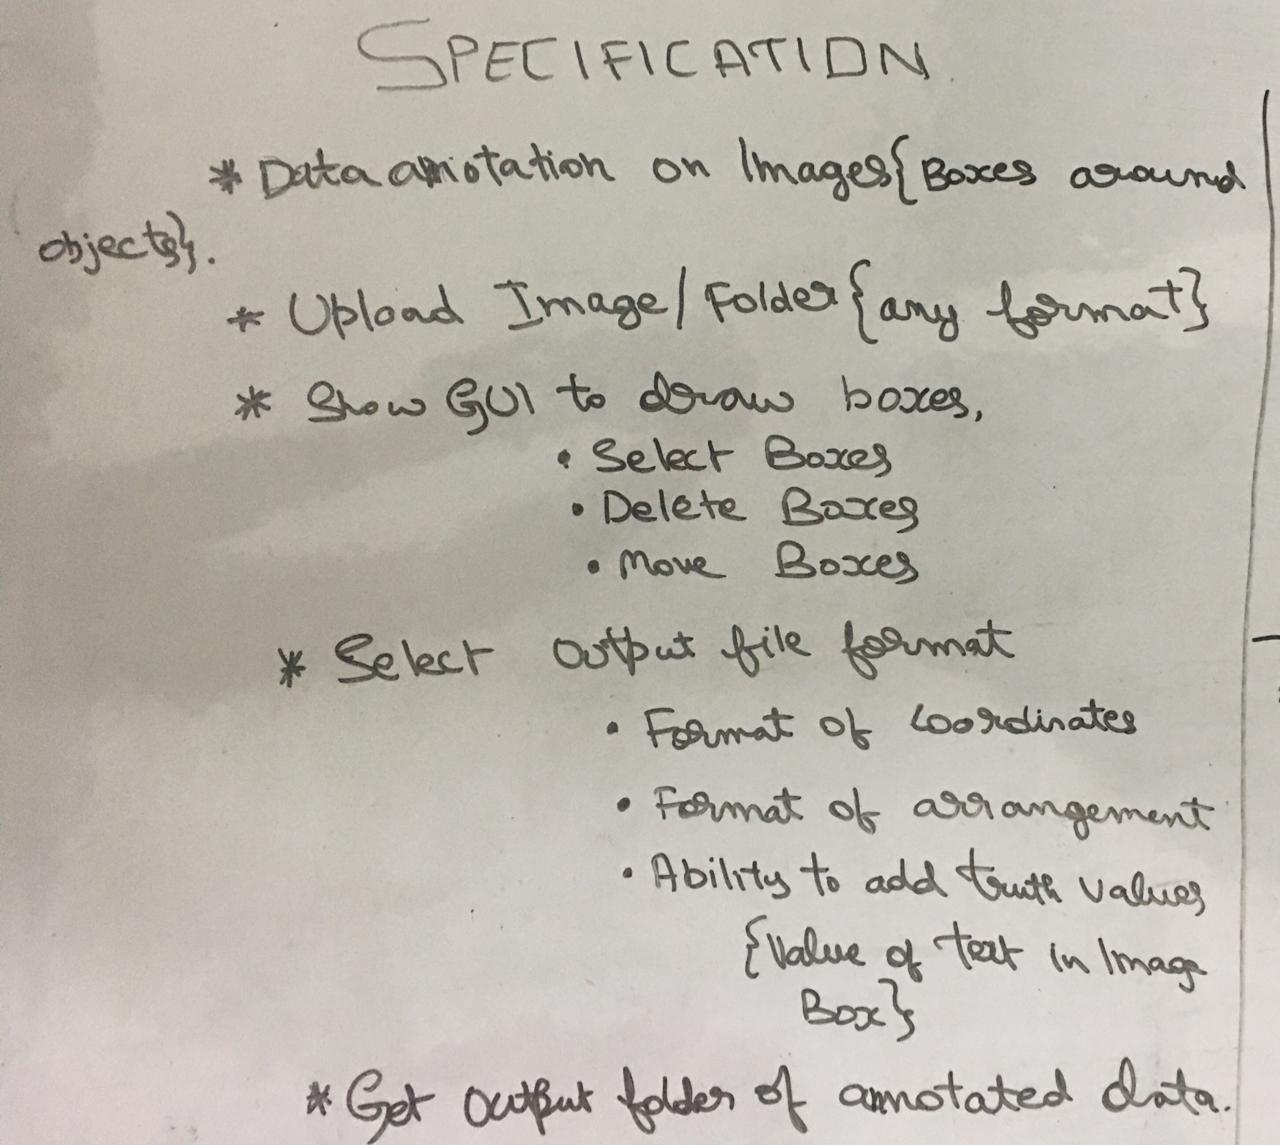 SPECIFICATION
* Data annotation on Images{Boxes around
objects}.
* Upload Image/Folder{any format}
* Show GUI to draw boxes,
• Select Boxes
• Delete Boxes
• Move Boxes
* Select output file format
• Format of coordinates
• Format of arrangement
• Ability to add truth values
{Value of text in Image
Box}
* Get output folder of annotated data.